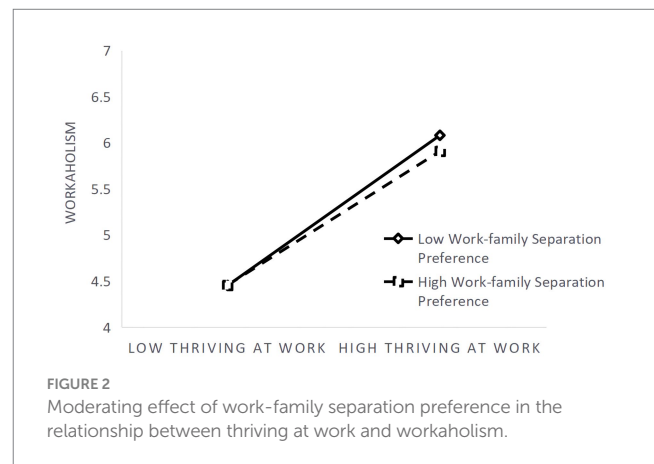 7
6.5
6
5.5
5
4.5
4
WORKAHOLISM
Low Work-family Separation
Preference
High Work-family Separation
Preference
LOW THRIVING AT WORK HIGH THRIVING AT WORK
FIGURE 2
Moderating effect of work-family separation preference in the
relationship between thriving at work and workaholism.